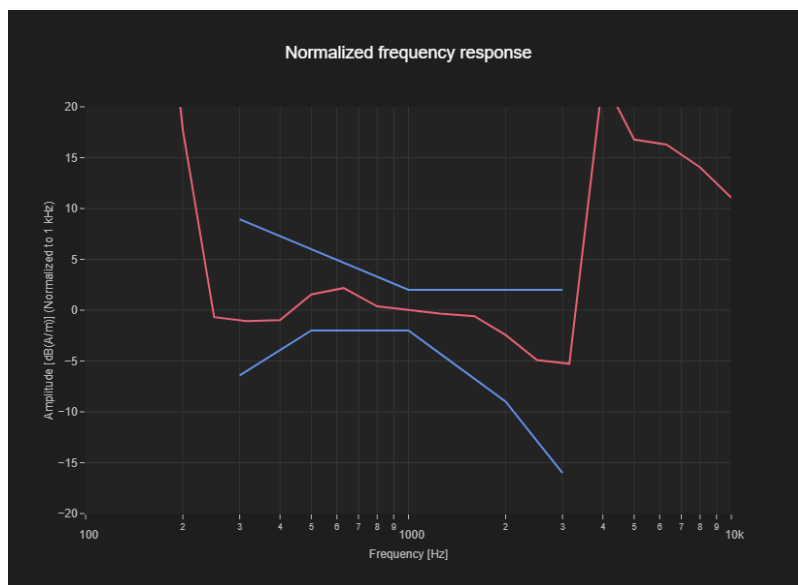 Normalized frequency response
Amplitude [dB(A/m)] (Normalized to 1 kHz)
20
15
10
5
0
−5
−10
−15
−20
100 2 3 4 5 6 7 8 9 1000 2 3 4 5 6 7 8 9 10k
Frequency [Hz]